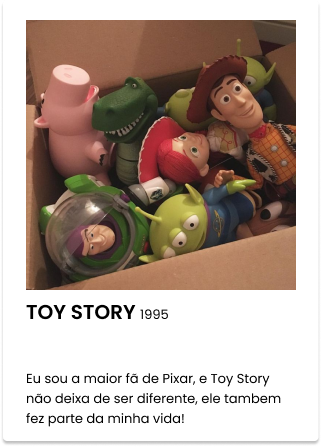 TOY STORY 1995
Eu sou a maior fã de Pixar, e Toy Story
não deixa de ser diferente, ele tambem
fez parte da minha vida!